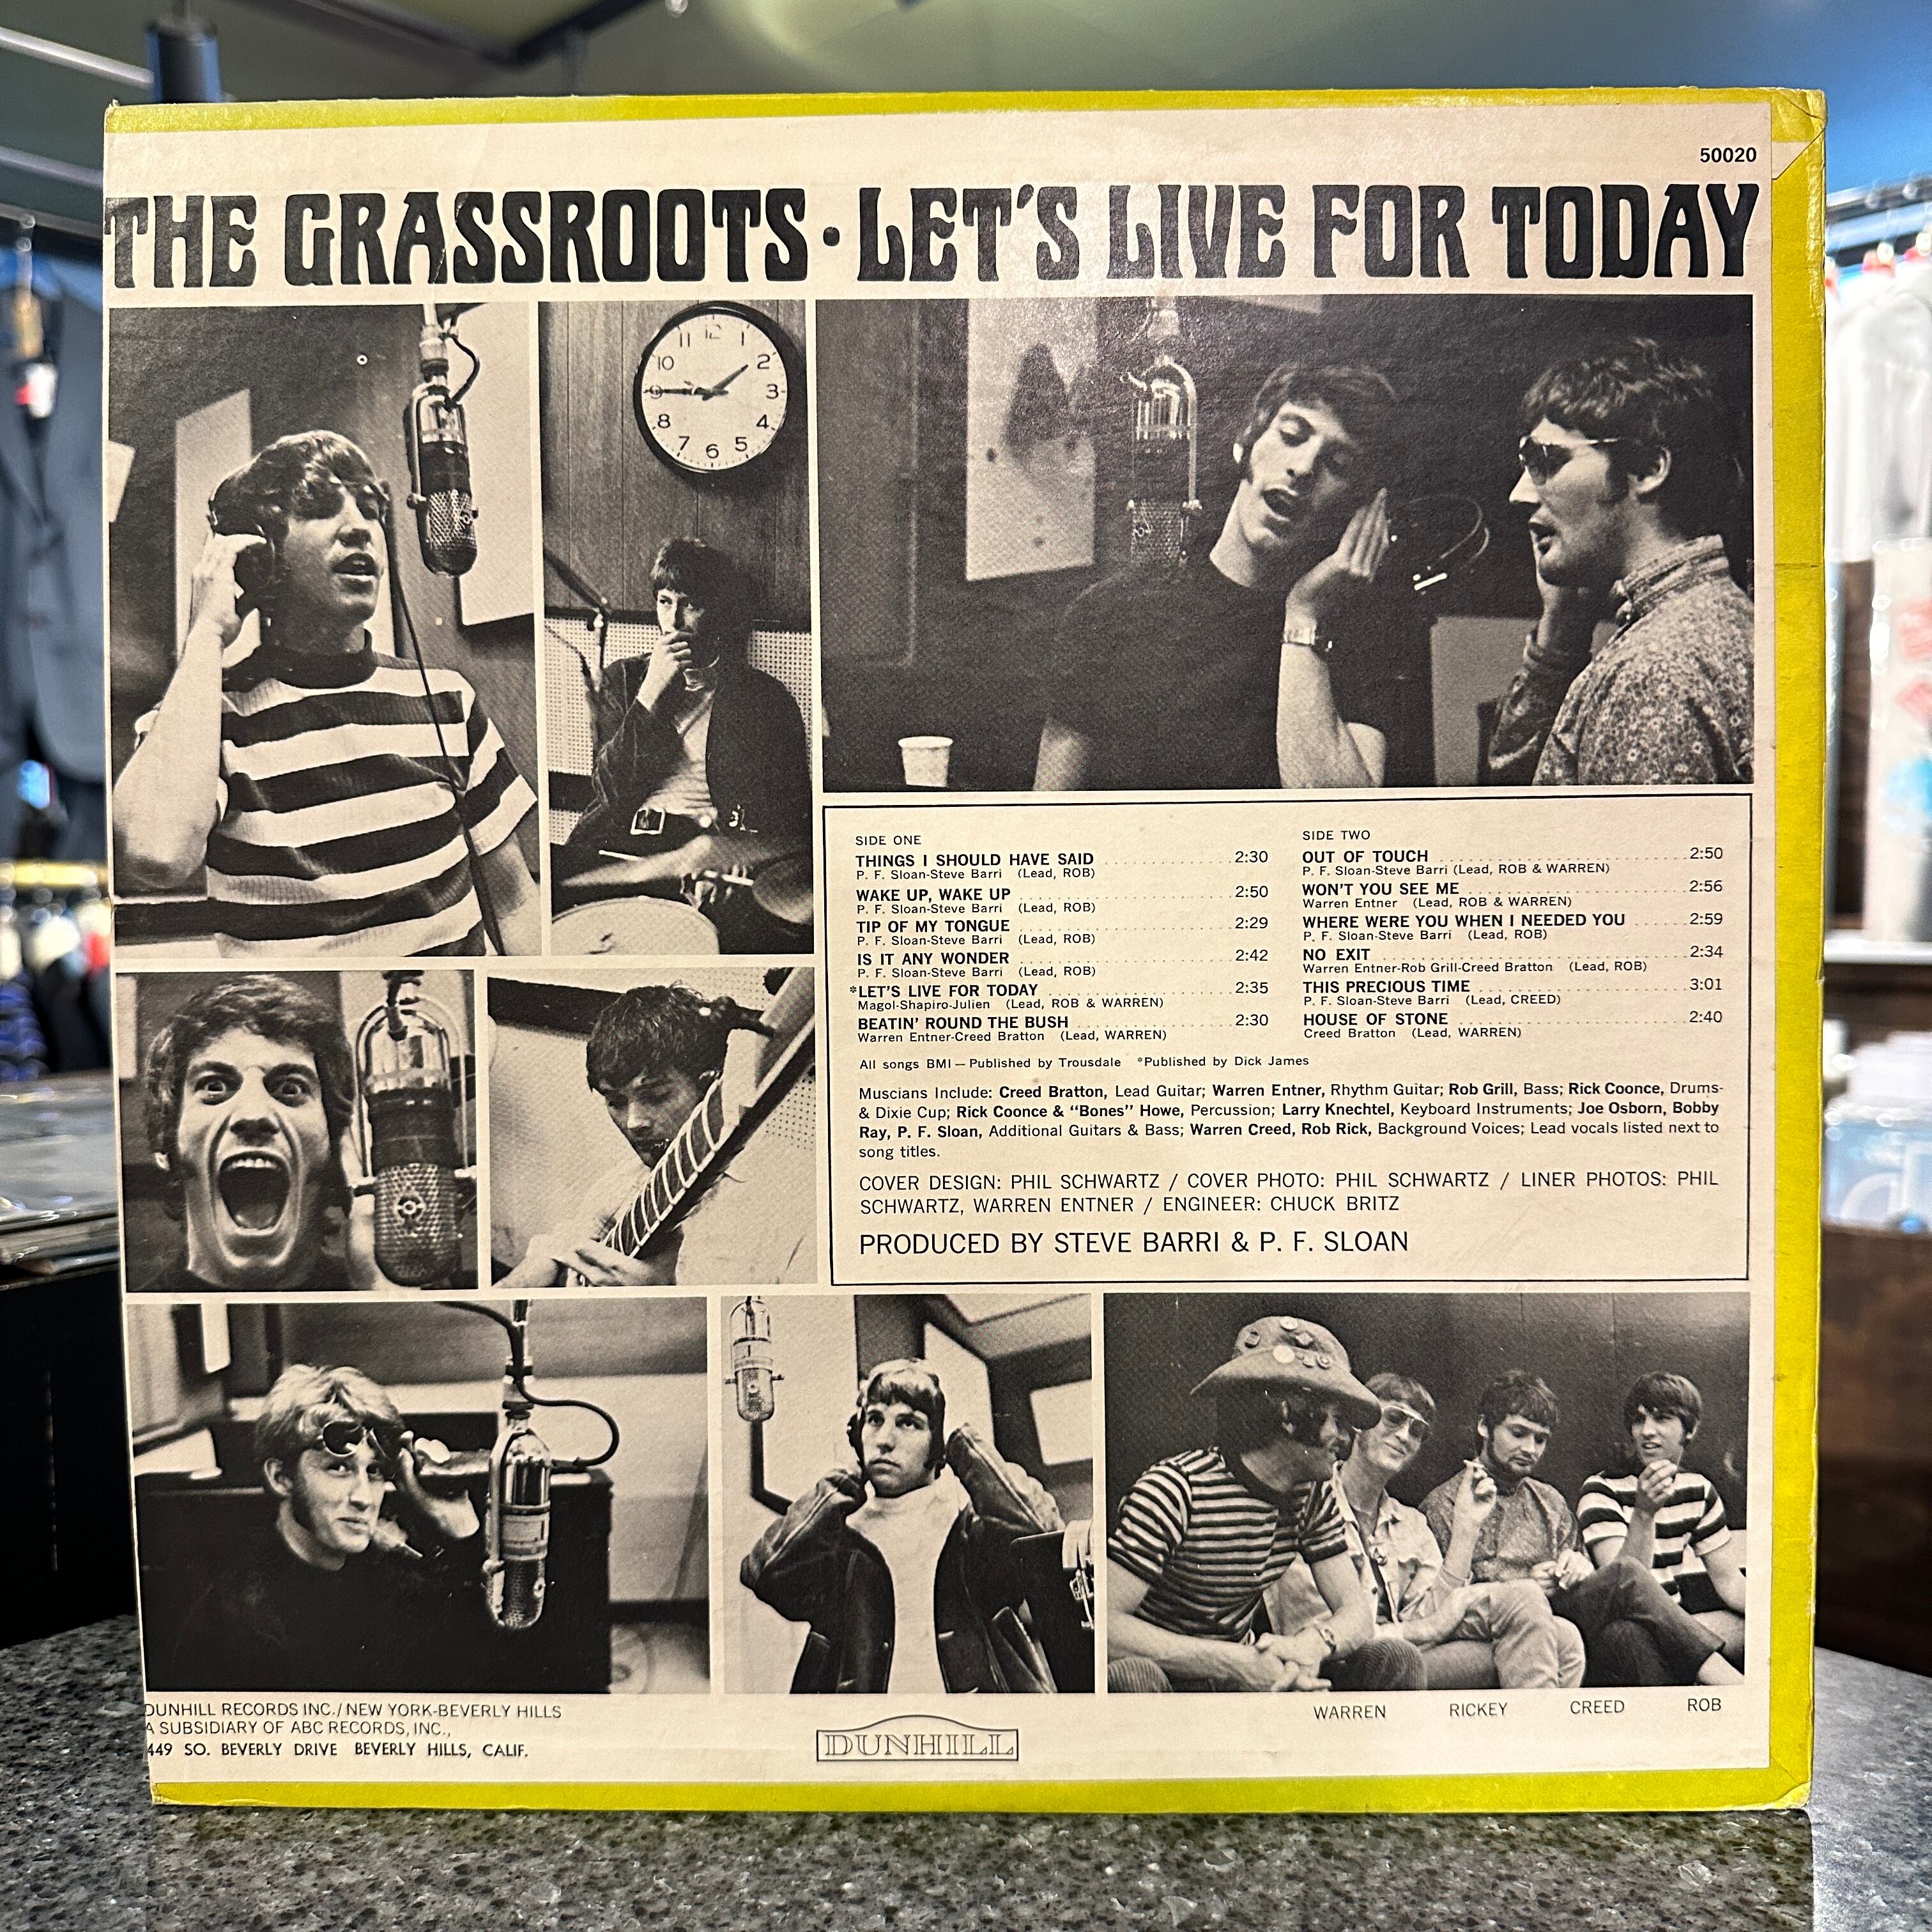 50020
THE GRASSROOTS • LET'S LIVE FOR TODAY
11 12 1
10 2
9 3
8 4
7 6 5
SIDE ONE
THINGS I SHOULD HAVE SAID 2:30
P. F. Sloan-Steve Barri (Lead, ROB)
WAKE UP, WAKE UP 2:50
P. F. Sloan-Steve Barri (Lead, ROB)
TIP OF MY TONGUE 2:29
P. F. Sloan-Steve Barri (Lead, ROB)
IS IT ANY WONDER 2:42
P. F. Sloan-Steve Barri (Lead, ROB)
*LET'S LIVE FOR TODAY 2:35
Magol-Shapiro-Julien (Lead, ROB & WARREN)
BEATIN' ROUND THE BUSH 2:30
Warren Entner-Creed Bratton (Lead, WARREN)
SIDE TWO
OUT OF TOUCH 2:50
P. F. Sloan-Steve Barri (Lead, ROB & WARREN)
WON'T YOU SEE ME 2:56
Warren Entner (Lead, ROB & WARREN)
WHERE WERE YOU WHEN I NEEDED YOU 2:59
P. F. Sloan-Steve Barri (Lead, ROB)
NO EXIT 2:34
Warren Entner-Rob Grill-Creed Bratton (Lead, ROB)
THIS PRECIOUS TIME 3:01
P. F. Sloan-Steve Barri (Lead, CREED)
HOUSE OF STONE 2:40
Creed Bratton (Lead, WARREN)
All songs BMI — Published by Trousdale *Published by Dick James
Muscians Include: Creed Bratton, Lead Guitar; Warren Entner, Rhythm Guitar; Rob Grill, Bass; Rick Coonce, Drums-
& Dixie Cup; Rick Coonce & "Bones" Howe, Percussion; Larry Knechtel, Keyboard Instruments; Joe Osborn, Bobby
Ray, P. F. Sloan, Additional Guitars & Bass; Warren Creed, Rob Rick, Background Voices; Lead vocals listed next to
song titles.
COVER DESIGN: PHIL SCHWARTZ / COVER PHOTO: PHIL SCHWARTZ / LINER PHOTOS: PHIL
SCHWARTZ, WARREN ENTNER / ENGINEER: CHUCK BRITZ
PRODUCED BY STEVE BARRI & P. F. SLOAN
WARREN RICKEY CREED ROB
DUNHILL RECORDS INC./NEW YORK-BEVERLY HILLS
A SUBSIDIARY OF ABC RECORDS, INC.,
449 SO. BEVERLY DRIVE BEVERLY HILLS, CALIF.
DUNHILL